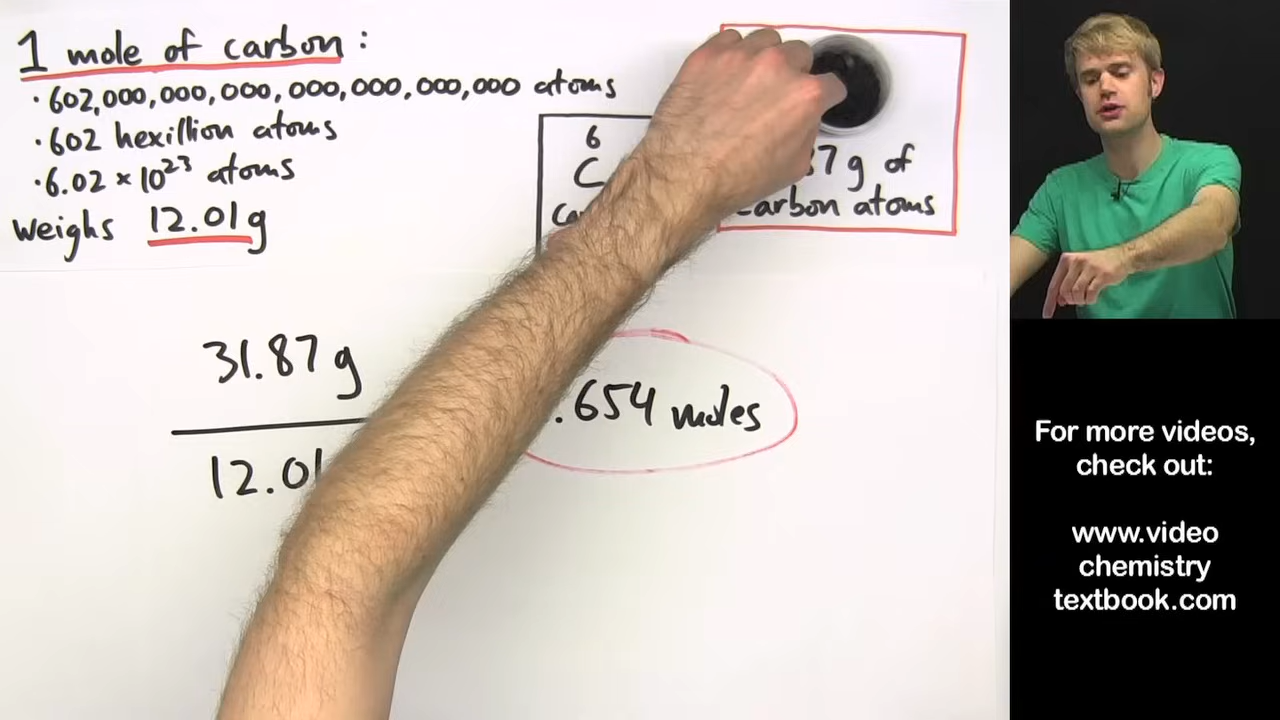 1 mole of carbon:
· 602,000,000,000,000,000,000,000 atoms
· 602 hexillion atoms
· 6.02 × 10²³ atoms
Weighs 12.01g
6
C
87 g of
carbon atoms
31.87 g
12.01
.654 moles
For more videos,
check out:
www.video
chemistry
textbook.com